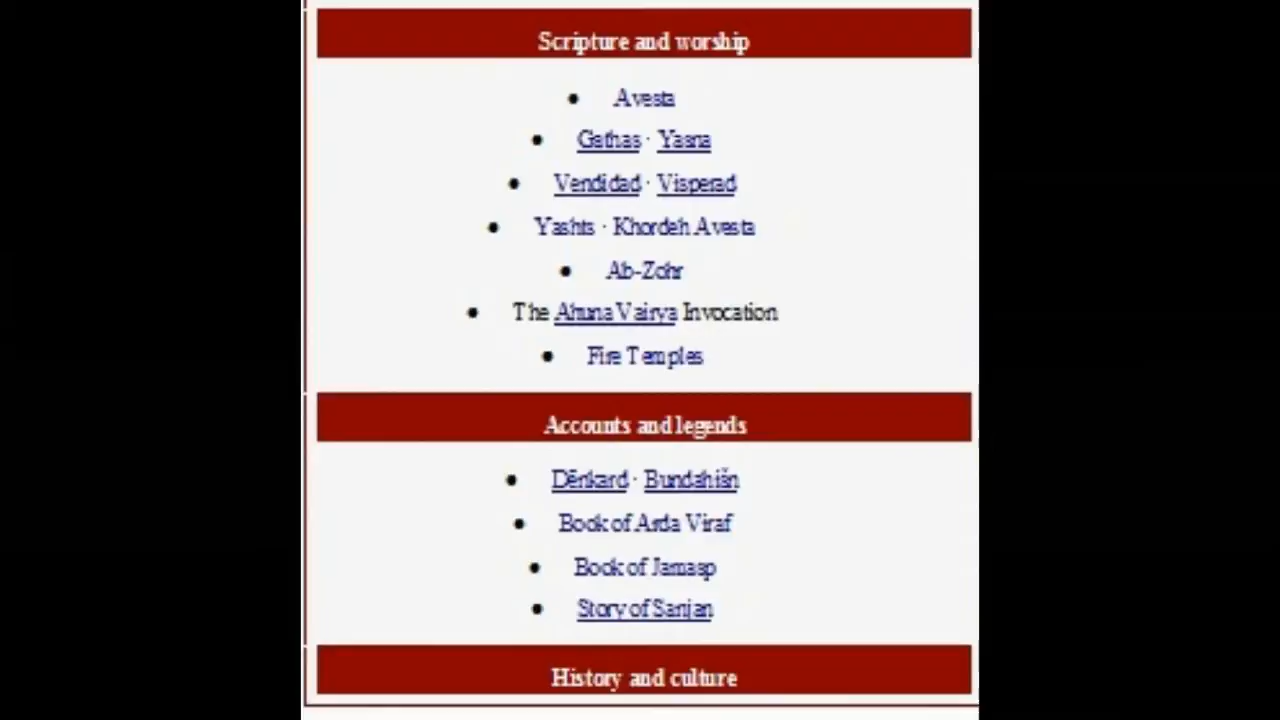 Scripture and worship
• Avesta
• Gathas · Yasna
• Vendidad · Visperad
• Yashts · Khordeh Avesta
• Ab-Zohr
• The Ahuna Vairya Invocation
• Fire Temples
Accounts and legends
• Dēnkard · Bundahišn
• Book of Arda Viraf
• Book of Jamasp
• Story of Sanjan
History and culture